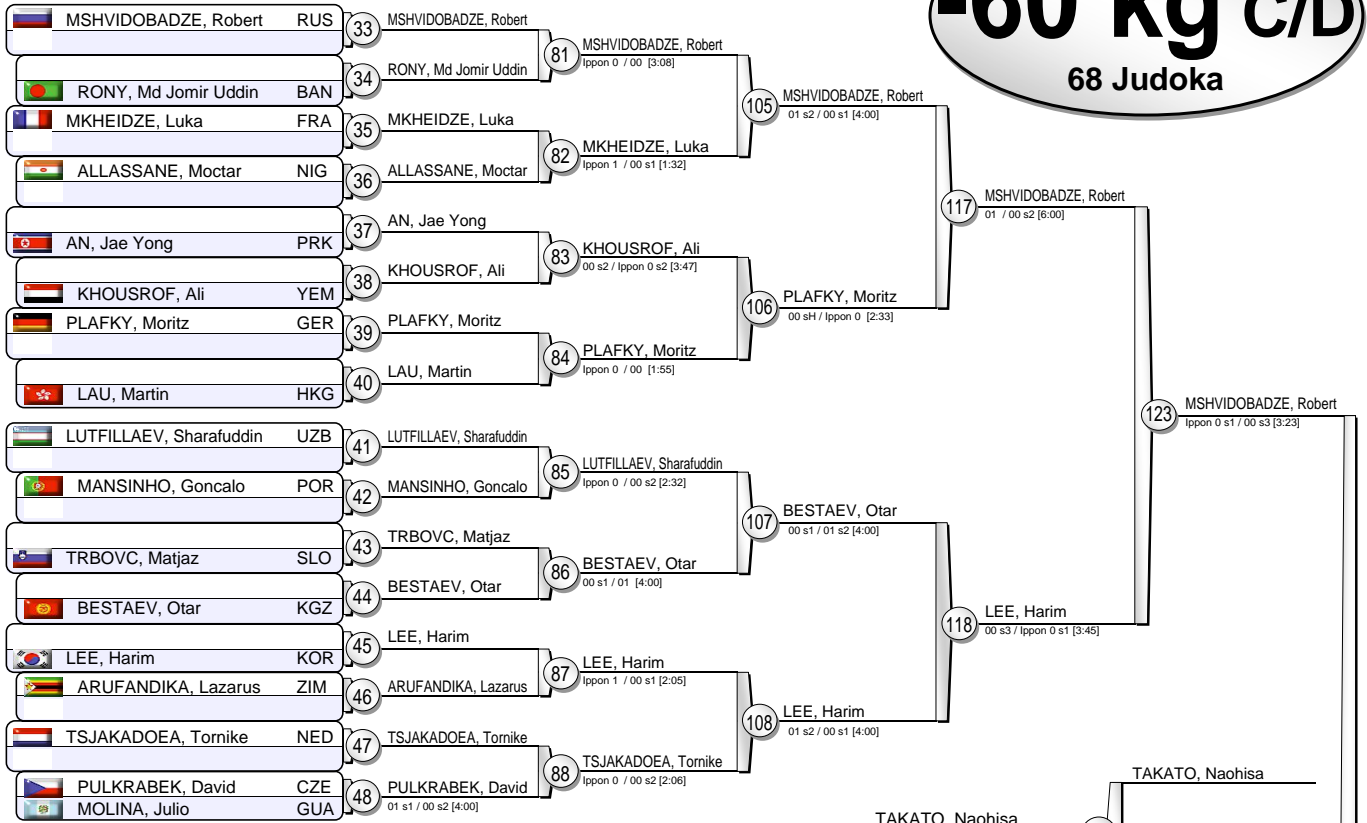 -60 kg C/D
68 Judoka
MSHVIDOBADZE, Robert RUS
RONY, Md Jomir Uddin BAN
MKHEIDZE, Luka FRA
ALLASSANE, Moctar NIG
AN, Jae Yong PRK
KHOUSROF, Ali YEM
PLAFKY, Moritz GER
LAU, Martin HKG
LUTFILLAEV, Sharafuddin UZB
MANSINHO, Goncalo POR
TRBOVC, Matjaz SLO
BESTAEV, Otar KGZ
LEE, Harim KOR
ARUFANDIKA, Lazarus ZIM
TSJAKADOEA, Tornike NED
PULKRABEK, David CZE
MOLINA, Julio GUA
33 MSHVIDOBADZE, Robert
34 RONY, Md Jomir Uddin
35 MKHEIDZE, Luka
36 ALLASSANE, Moctar
37 AN, Jae Yong
38 KHOUSROF, Ali
39 PLAFKY, Moritz
40 LAU, Martin
41 LUTFILLAEV, Sharafuddin
42 MANSINHO, Goncalo
43 TRBOVC, Matjaz
44 BESTAEV, Otar
45 LEE, Harim
46 ARUFANDIKA, Lazarus
47 TSJAKADOEA, Tornike
48 PULKRABEK, David
01 s1 / 00 s2 [4:00]
81 MSHVIDOBADZE, Robert
Ippon 0 / 00 [3:08]
82 MKHEIDZE, Luka
Ippon 1 / 00 s1 [1:32]
83 KHOUSROF, Ali
00 s2 / Ippon 0 s2 [3:47]
84 PLAFKY, Moritz
Ippon 0 / 00 [1:55]
85 LUTFILLAEV, Sharafuddin
Ippon 0 / 00 s2 [2:32]
86 BESTAEV, Otar
00 s1 / 01 [4:00]
87 LEE, Harim
Ippon 1 / 00 s1 [2:05]
88 TSJAKADOEA, Tornike
Ippon 0 / 00 s2 [2:06]
105 MSHVIDOBADZE, Robert
01 s2 / 00 s1 [4:00]
106 PLAFKY, Moritz
00 sH / Ippon 0 [2:33]
107 BESTAEV, Otar
00 s1 / 01 s2 [4:00]
108 LEE, Harim
01 s2 / 00 s1 [4:00]
117 MSHVIDOBADZE, Robert
01 / 00 s2 [6:00]
118 LEE, Harim
00 s3 / Ippon 0 s1 [3:45]
123 MSHVIDOBADZE, Robert
Ippon 0 s1 / 00 s3 [3:23]
TAKATO, Naohisa
TAKATO, Naohisa